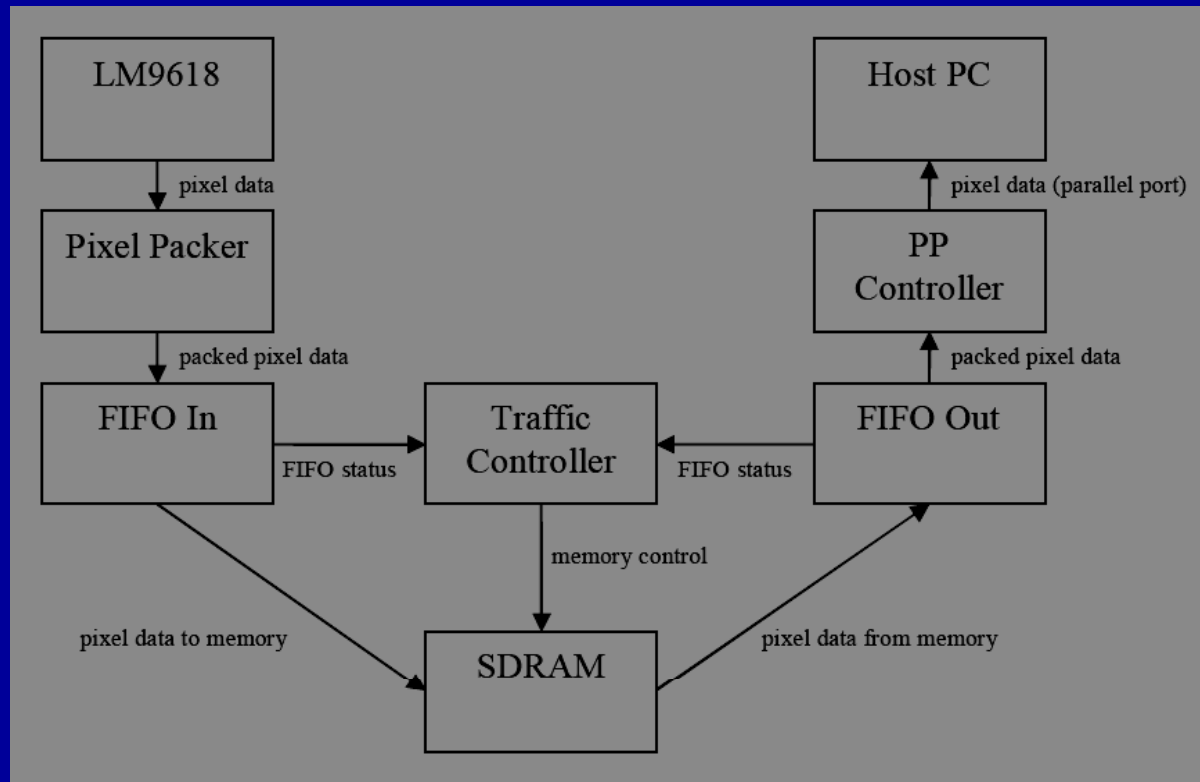 LM9618
Host PC
pixel data
pixel data (parallel port)
Pixel Packer
PP
Controller
packed pixel data
packed pixel data
FIFO In
Traffic
Controller
FIFO Out
FIFO status
FIFO status
memory control
pixel data to memory
pixel data from memory
SDRAM